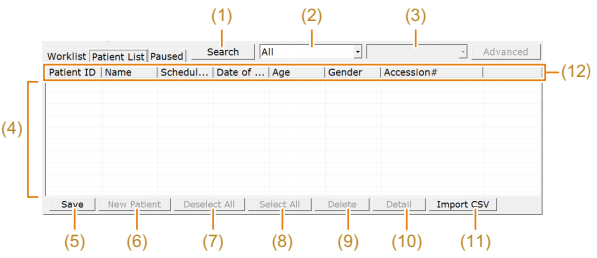 (1) (2) (3)
Worklist Patient List Paused Search All Advanced
Patient ID Name Schedul... Date of ... Age Gender Accession# (12)
(4)
Save New Patient Deselect All Select All Delete Detail Import CSV
(5) (6) (7) (8) (9) (10) (11)